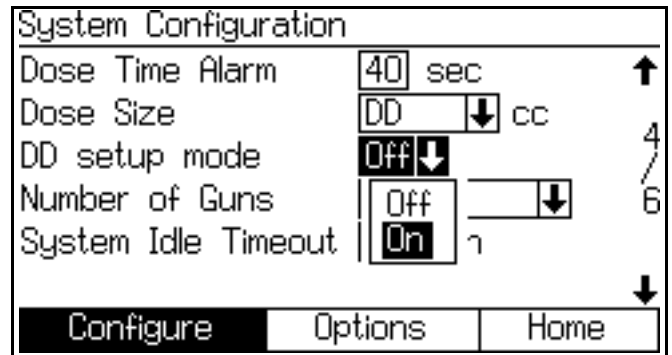 System Configuration
Dose Time Alarm 40 sec
Dose Size DD cc
DD setup mode Off
4
/
6
Number of Guns Off
System Idle Timeout On
Configure Options Home